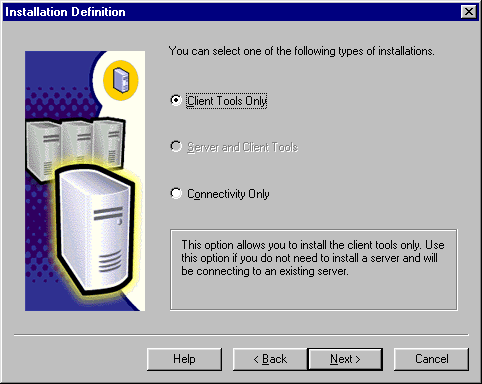 Installation Definition
You can select one of the following types of installations.
Client Tools Only
Server and Client Tools
Connectivity Only
This option allows you to install the client tools only. Use
this option if you do not need to install a server and will
be connecting to an existing server.
Help
< Back
Next >
Cancel